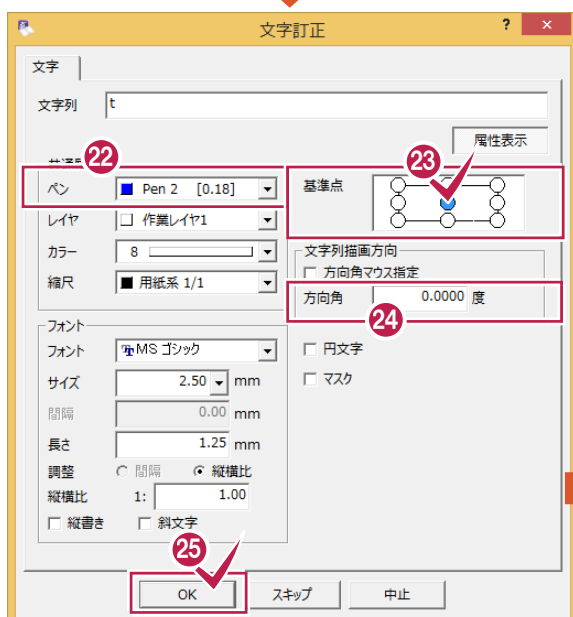 文字訂正 ? ×
文字
文字列 t
属性表示
22 23
ペン Pen 2 [0.18] 基準点
レイヤ 作業レイヤ1
カラー 8 文字列描画方向
方向角マウス指定
縮尺 用紙系 1/1 方向角 0.0000 度
24
フォント
フォント MS ゴシック 円文字
サイズ 2.50 mm マスク
間隔 0.00 mm
長さ 1.25 mm
調整 間隔 縦横比
縦横比 1: 1.00
縦書き 斜文字
25
OK スキップ 中止